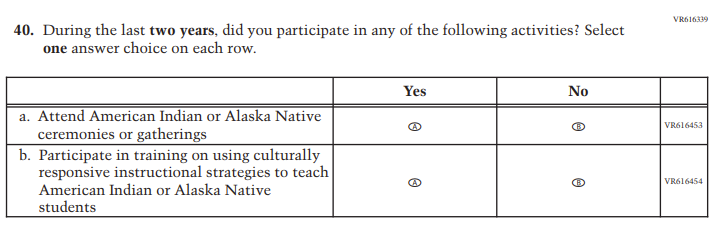 VR616339
40. During the last two years, did you participate in any of the following activities? Select
one answer choice on each row.
Yes No
a. Attend American Indian or Alaska Native
ceremonies or gatherings
A B VR616453
b. Participate in training on using culturally
responsive instructional strategies to teach
American Indian or Alaska Native
students
A B VR616454